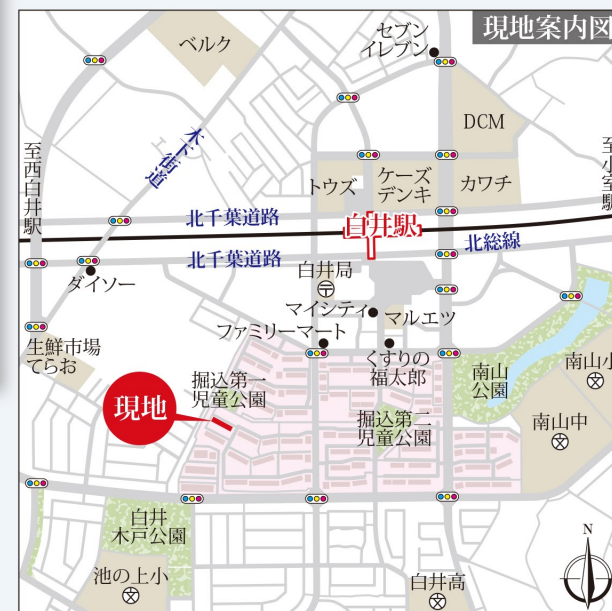 現地案内図
セブン
イレブン
ベルク
DCM
木下街道
至西白井駅
至小室駅
トウズ
ケーズ
デンキ
カワチ
北千葉道路
白井駅
北総線
北千葉道路
白井局
ダイソー
マイシティ
マルエツ
ファミリーマート
生鮮市場
てらお
くすりの
福太郎
南山
公園
南山小
掘込第一
児童公園
現地
掘込第二
児童公園
南山中
白井
木戸公園
池の上小
白井高
N